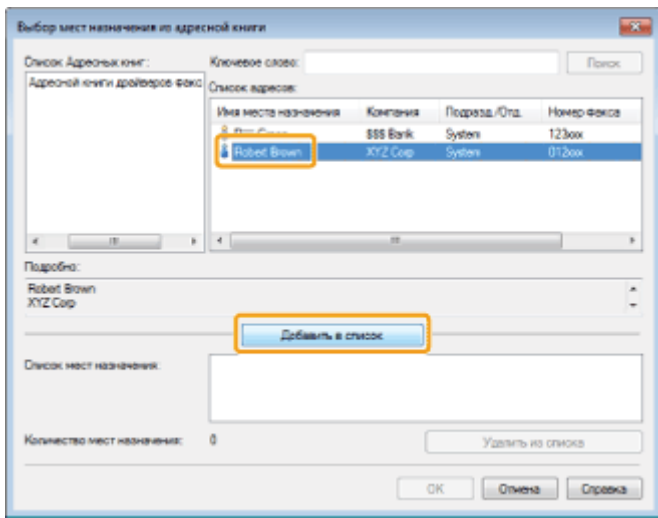 Выбор мест назначения из адресной книги
Список Адресных книг:
Ключевое слово:
Поиск
Адресной книги драйверов факс
Список адресов:
Имя места назначения Компания Подразд./Отд. Номер факса
$$$ Bank System 123xxx
Robert Brown XYZ Corp System 012xxx
Подробно:
Robert Brown
XYZ Corp
Добавить в список
Список мест назначения:
Количество мест назначения: 0
Удалить из списка
OK Отмена Справка